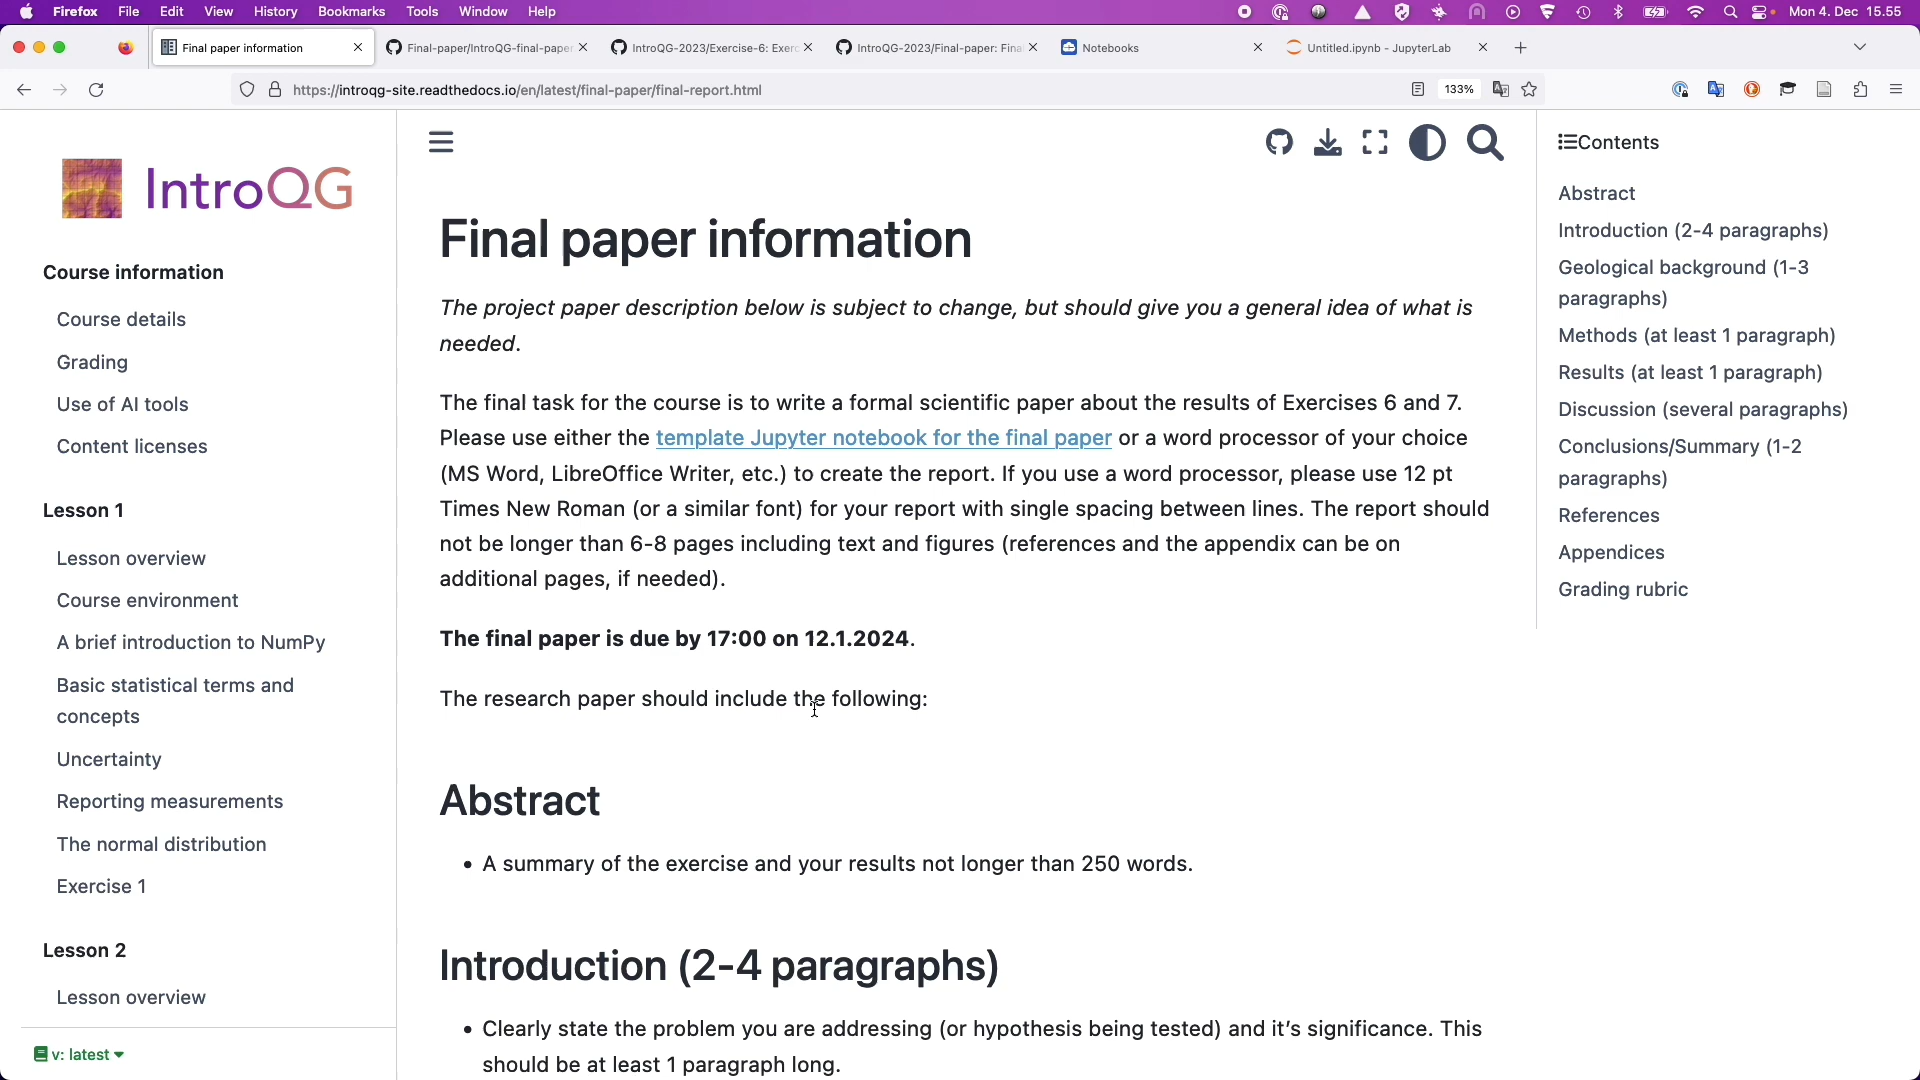 Firefox File Edit View History Bookmarks Tools Window Help Mon 4. Dec 15.55
Final paper information Final-paper/IntroQG-final-paper IntroQG-2023/Exercise-6: Exerc IntroQG-2023/Final-paper: Fina Notebooks Untitled.ipynb - JupyterLab
https://introqg-site.readthedocs.io/en/latest/final-paper/final-report.html 133%
IntroQG
Course information
Course details
Grading
Use of AI tools
Content licenses
Lesson 1
Lesson overview
Course environment
A brief introduction to NumPy
Basic statistical terms and
concepts
Uncertainty
Reporting measurements
The normal distribution
Exercise 1
Lesson 2
Lesson overview
v: latest
Final paper information
The project paper description below is subject to change, but should give you a general idea of what is
needed.
The final task for the course is to write a formal scientific paper about the results of Exercises 6 and 7.
Please use either the template Jupyter notebook for the final paper or a word processor of your choice
(MS Word, LibreOffice Writer, etc.) to create the report. If you use a word processor, please use 12 pt
Times New Roman (or a similar font) for your report with single spacing between lines. The report should
not be longer than 6-8 pages including text and figures (references and the appendix can be on
additional pages, if needed).
The final paper is due by 17:00 on 12.1.2024.
The research paper should include the following:
Abstract
• A summary of the exercise and your results not longer than 250 words.
Introduction (2-4 paragraphs)
• Clearly state the problem you are addressing (or hypothesis being tested) and it's significance. This
should be at least 1 paragraph long.
Contents
Abstract
Introduction (2-4 paragraphs)
Geological background (1-3
paragraphs)
Methods (at least 1 paragraph)
Results (at least 1 paragraph)
Discussion (several paragraphs)
Conclusions/Summary (1-2
paragraphs)
References
Appendices
Grading rubric